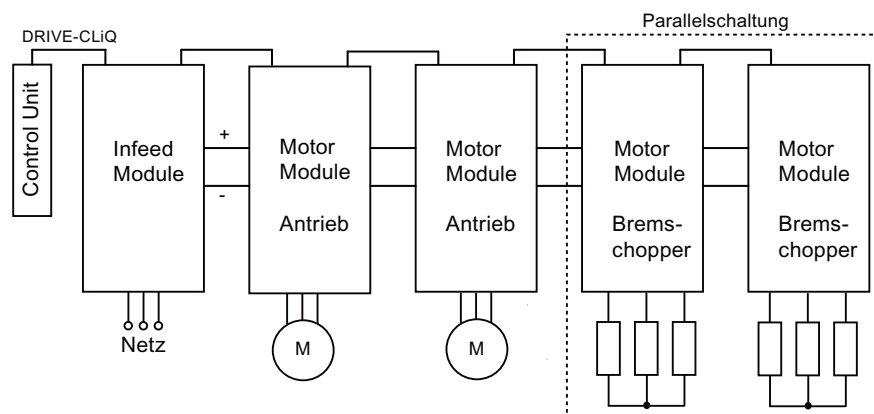 Parallelschaltung
DRIVE-CLiQ
Control Unit
Infeed
Module
+
-
Netz
Motor
Module
Antrieb
M
Motor
Module
Antrieb
M
Motor
Module
Brems-
chopper
Motor
Module
Brems-
chopper